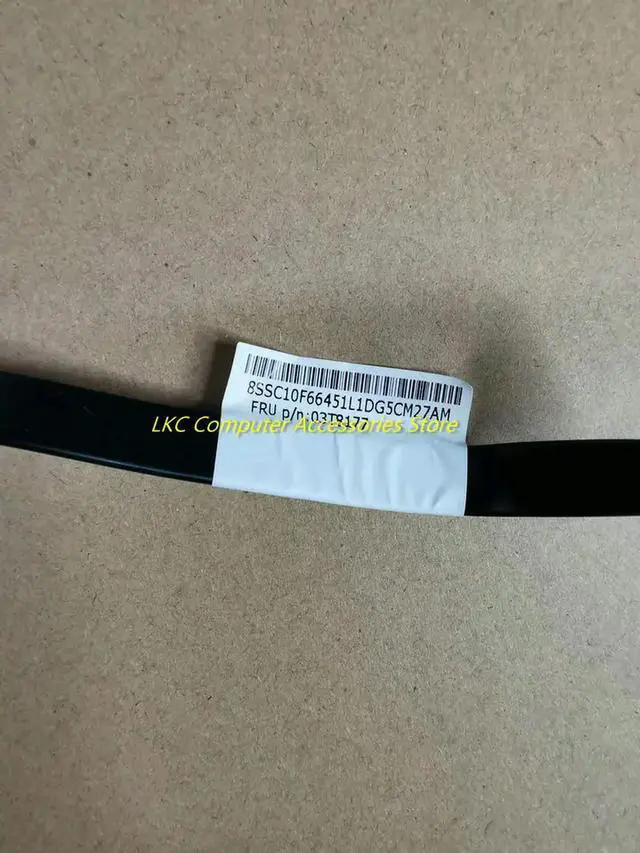 8SSC10F66451L1DG5CM27AM
FRU p/n:03T8177
LKC Computer Accessories Store